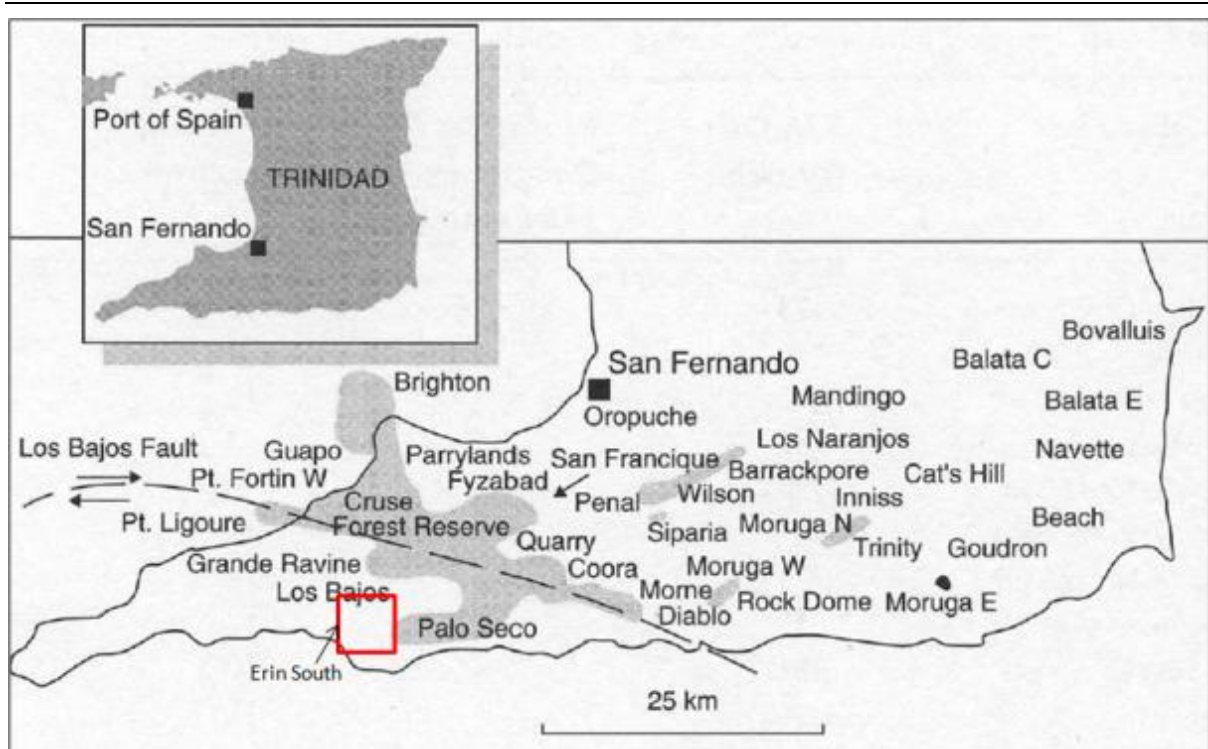 Port of Spain
TRINIDAD
San Fernando
Bovalluis
Balata C
San Fernando
Brighton
Mandingo
Balata E
Oropuche
Los Naranjos
Navette
Los Bajos Fault
Guapo
Parrylands
San Francique
Barrackpore
Cat's Hill
Pt. Fortin W
Fyzabad
Penal
Wilson
Inniss
Cruse
Pt. Ligoure
Forest Reserve
Siparia
Moruga N
Beach
Quarry
Trinity
Goudron
Grande Ravine
Coora
Moruga W
Los Bajos
Morne
Diablo
Rock Dome
Moruga E
Palo Seco
Erin South
25 km